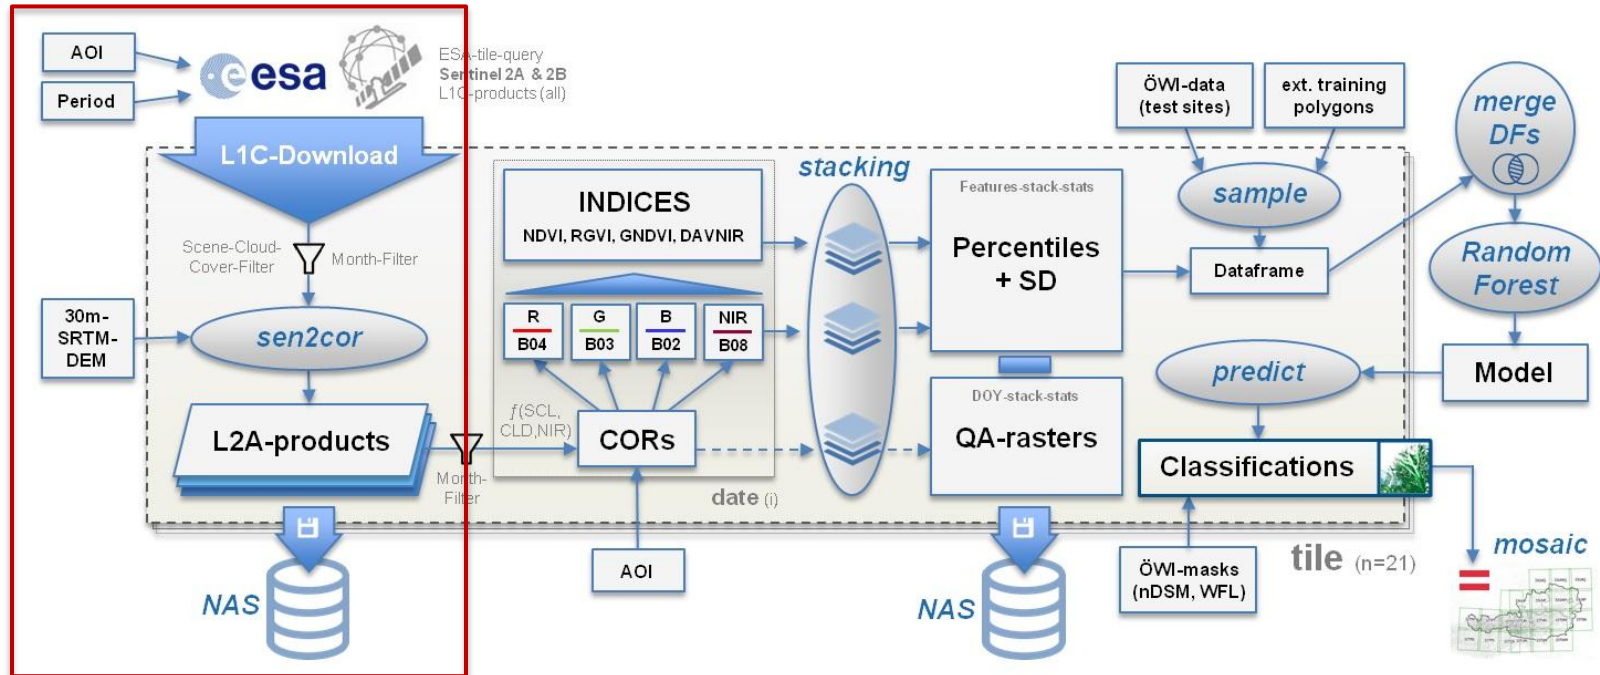 AOI
Period
esa
ESA-tile-query
Sentinel 2A & 2B
L1C-products (all)
L1C-Download
Scene-Cloud-
Cover-Filter
Month-Filter
30m-
SRTM-
DEM
sen2cor
L2A-products
Month-
Filter
NAS
INDICES
NDVI, RGVI, GNDVI, DAVNIR
R
B04
G
B03
B
B02
NIR
B08
f(SCL,
CLD,NIR)
CORs
date (i)
AOI
stacking
Features-stack-stats
Percentiles
+ SD
DOY-stack-stats
QA-rasters
NAS
ÖWI-data
(test sites)
ext. training
polygons
sample
Dataframe
merge
DFs
Random
Forest
Model
predict
Classifications
ÖWI-masks
(nDSM, WFL)
tile (n=21)
mosaic